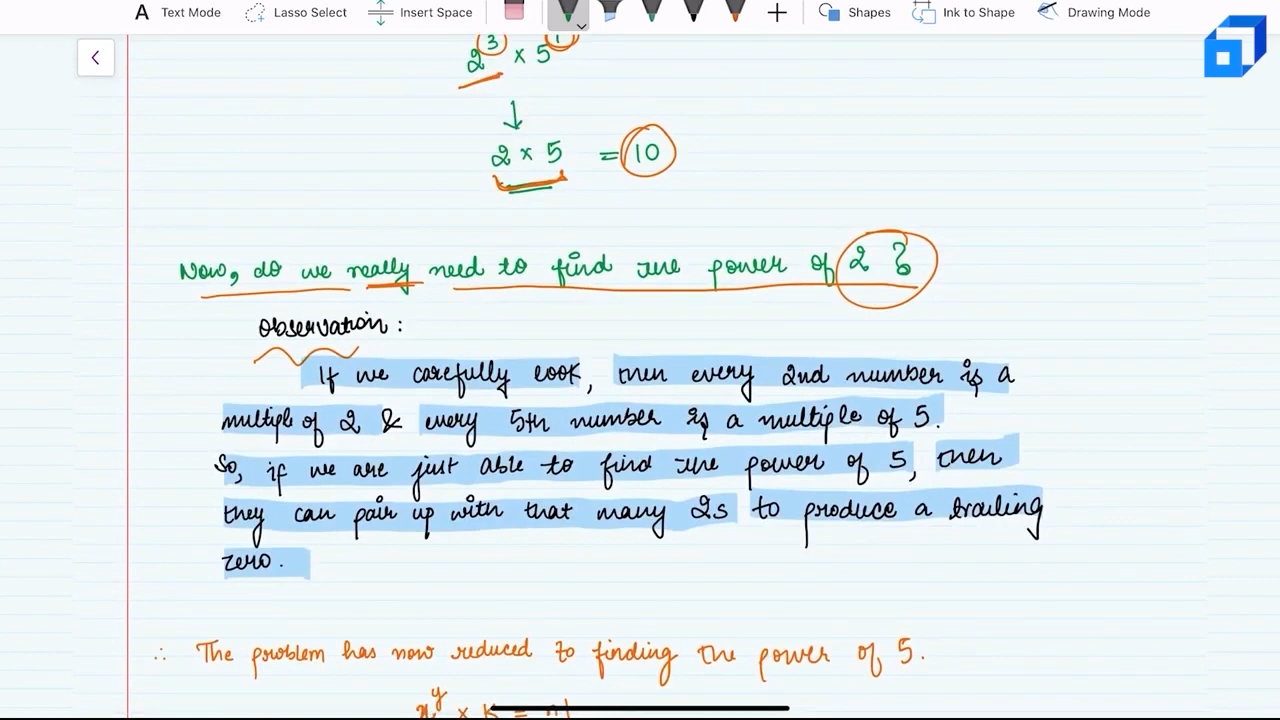 Text Mode Lasso Select Insert Space Shapes Ink to Shape Drawing Mode
2³ × 5¹
↓
2 × 5 = 10
Now, do we really need to find the power of 2 ?
Observation :
If we carefully look, then every 2nd number is a
multiple of 2 & every 5th number is a multiple of 5.
So, if we are just able to find the power of 5, then
they can pair up with that many 2s to produce a trailing
zero.
∴ The problem has now reduced to finding the power of 5.
xʸ × K = n!